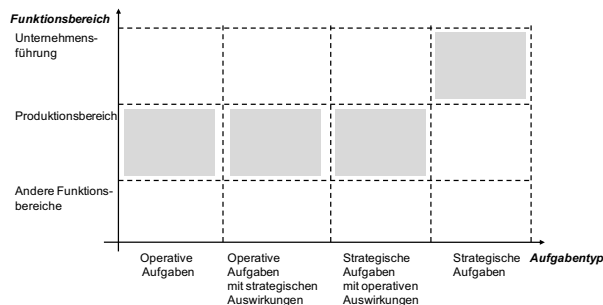 Funktionsbereich
Unternehmens-
führung
Produktionsbereich
Andere Funktions-
bereiche
Operative
Aufgaben
Operative
Aufgaben
mit strategischen
Auswirkungen
Strategische
Aufgaben
mit operativen
Auswirkungen
Strategische
Aufgaben
Aufgabentyp